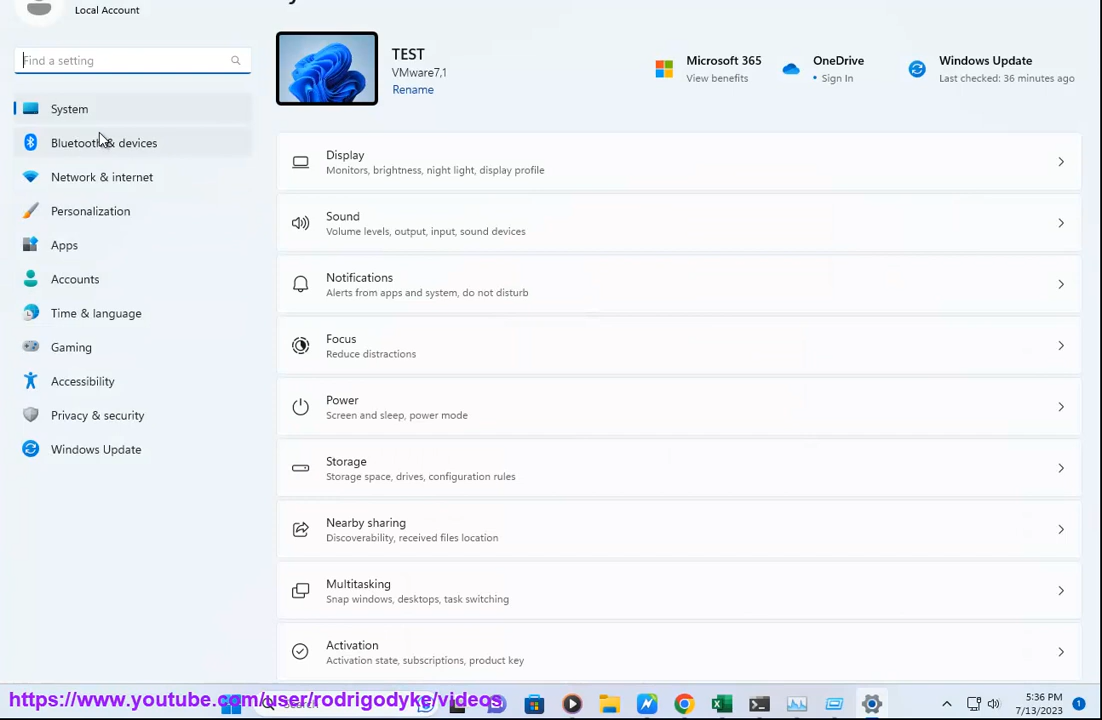 Local Account
Find a setting
System
Bluetooth & devices
Network & internet
Personalization
Apps
Accounts
Time & language
Gaming
Accessibility
Privacy & security
Windows Update
TEST
VMware7,1
Rename
Microsoft 365
View benefits
OneDrive
• Sign In
Windows Update
Last checked: 36 minutes ago
Display
Monitors, brightness, night light, display profile
Sound
Volume levels, output, input, sound devices
Notifications
Alerts from apps and system, do not disturb
Focus
Reduce distractions
Power
Screen and sleep, power mode
Storage
Storage space, drives, configuration rules
Nearby sharing
Discoverability, received files location
Multitasking
Snap windows, desktops, task switching
Activation
Activation state, subscriptions, product key
https://www.youtube.com/user/rodrigodyke/videos
Search
5:36 PM
7/13/2023
1